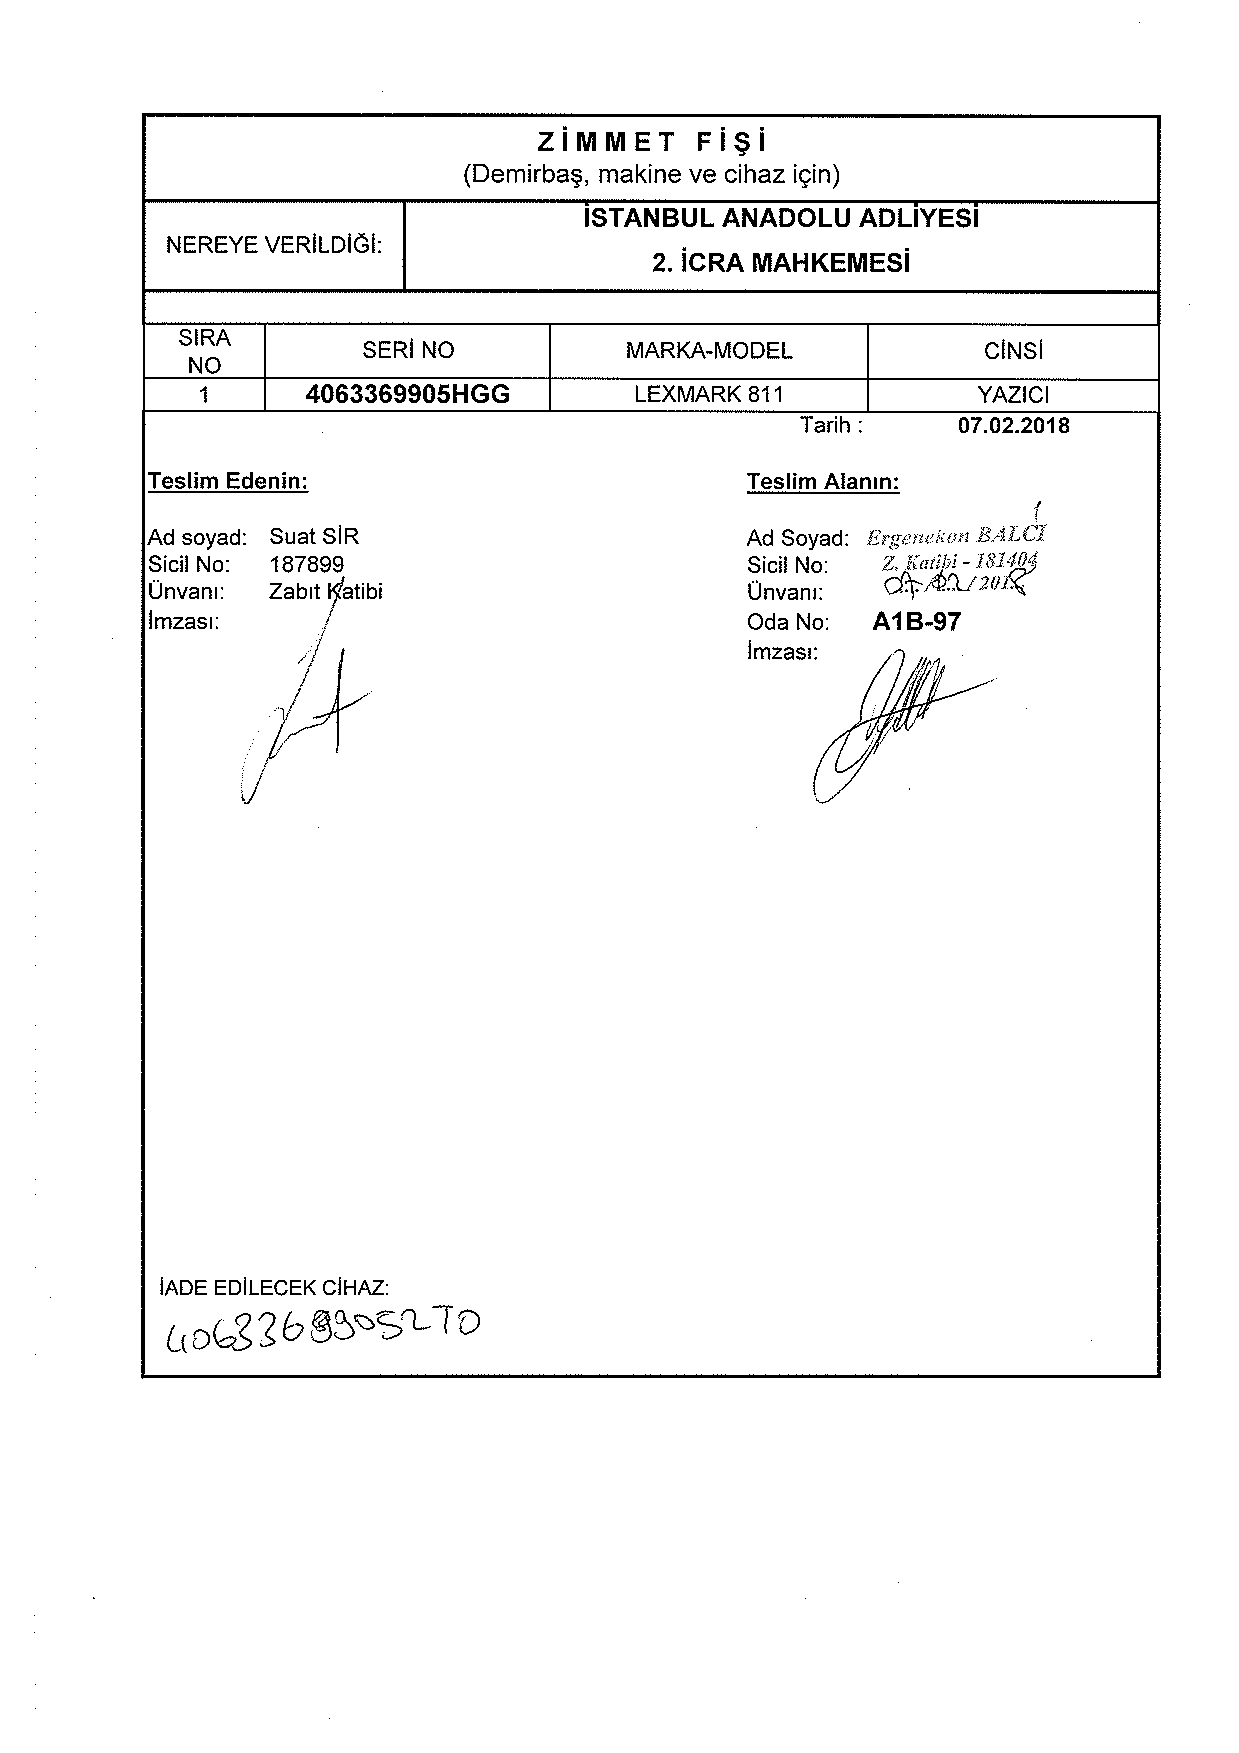 ZİMMET FİŞİ
(Demirbaş, makine ve cihaz için)
NEREYE VERİLDİĞİ:
İSTANBUL ANADOLU ADLİYESİ
2. İCRA MAHKEMESİ
SIRA NO SERİ NO MARKA-MODEL CİNSİ
1 4063369905HGG LEXMARK 811 YAZICI
Tarih : 07.02.2018
Teslim Edenin: Teslim Alanın:
Ad soyad: Suat SİR Ad Soyad: Ergenekon BALCI
Sicil No: 187899 Sicil No: Z. Katibi - 181404
Ünvanı: Zabıt Katibi Ünvanı: 07/02/2018
İmzası: Oda No: A1B-97
İmzası:
İADE EDİLECEK CİHAZ: